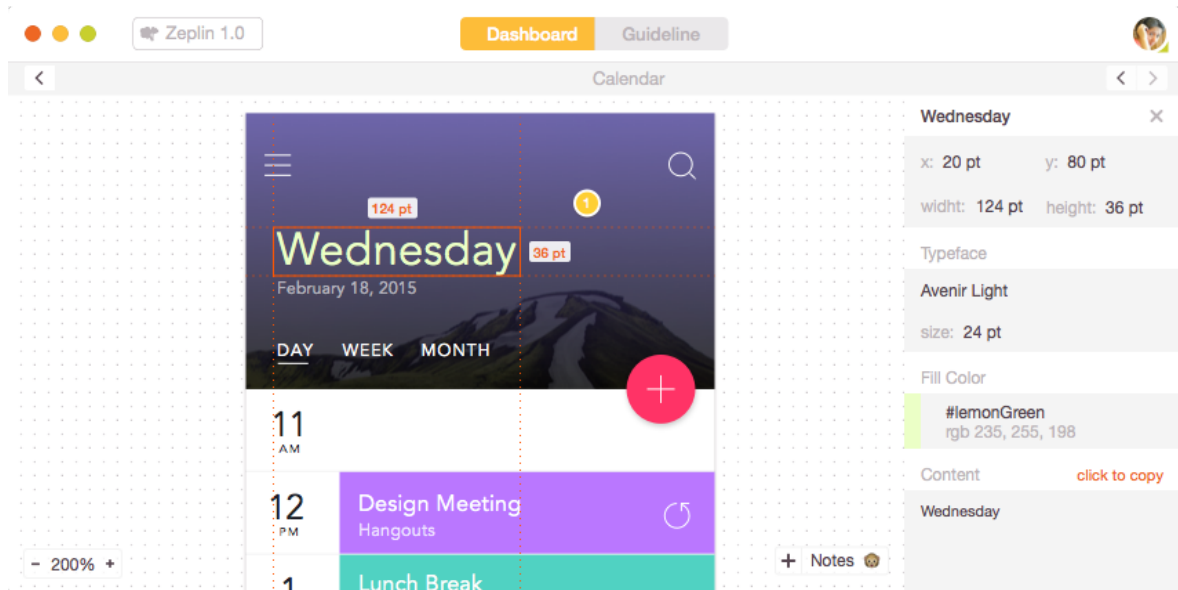 Zeplin 1.0
Dashboard Guideline
Calendar
Wednesday
x: 20 pt y: 80 pt
widht: 124 pt height: 36 pt
Typeface
Avenir Light
size: 24 pt
Fill Color
#lemonGreen
rgb 235, 255, 198
Content click to copy
Wednesday
124 pt
1
Wednesday
36 pt
February 18, 2015
DAY WEEK MONTH
11
AM
12
PM
Design Meeting
Hangouts
1
Lunch Break
- 200% +
+ Notes